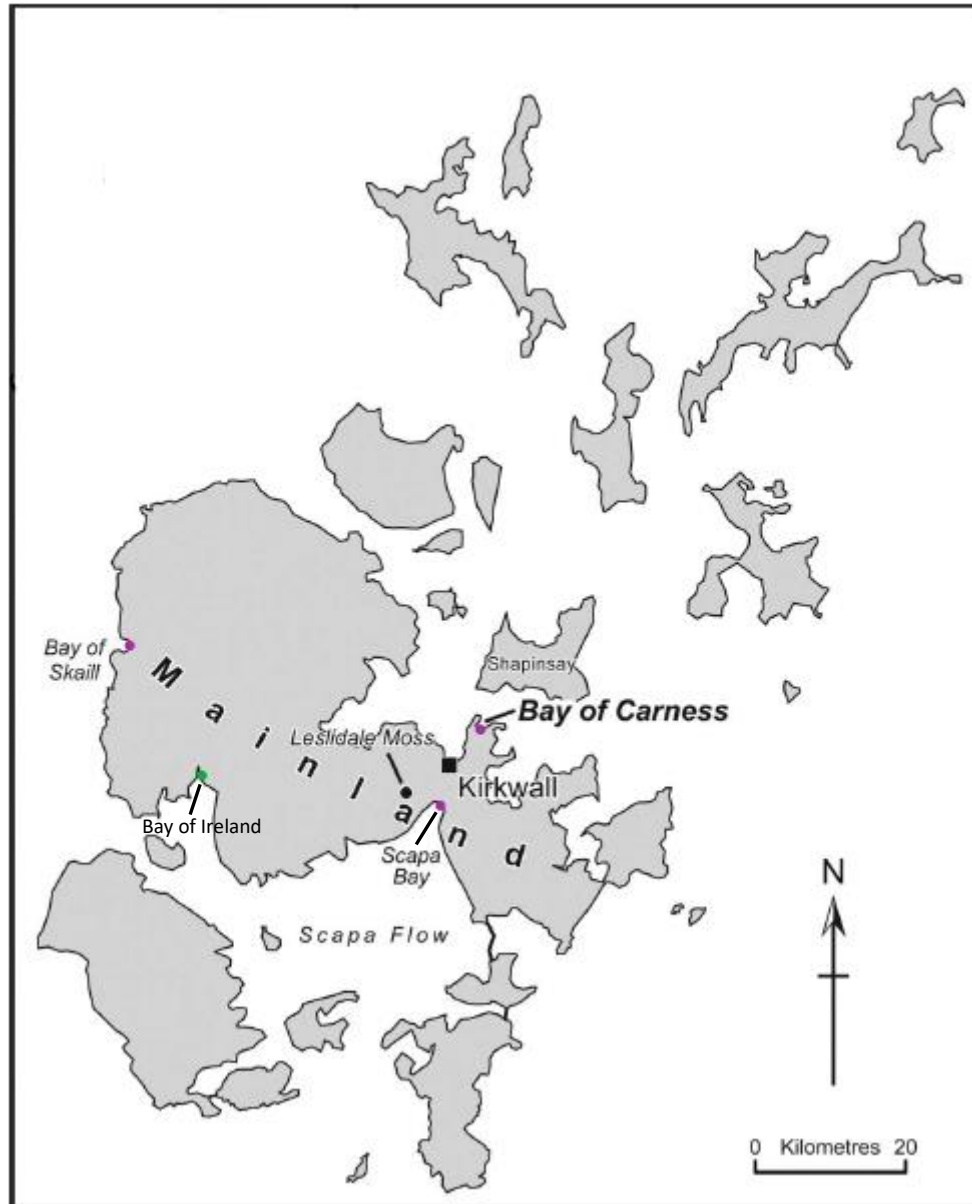 Bay of
Skaill
Mainland
Shapinsay
Bay of Carness
Leslidale Moss
Kirkwall
Bay of Ireland
Scapa
Bay
Scapa Flow
N
0 Kilometres 20